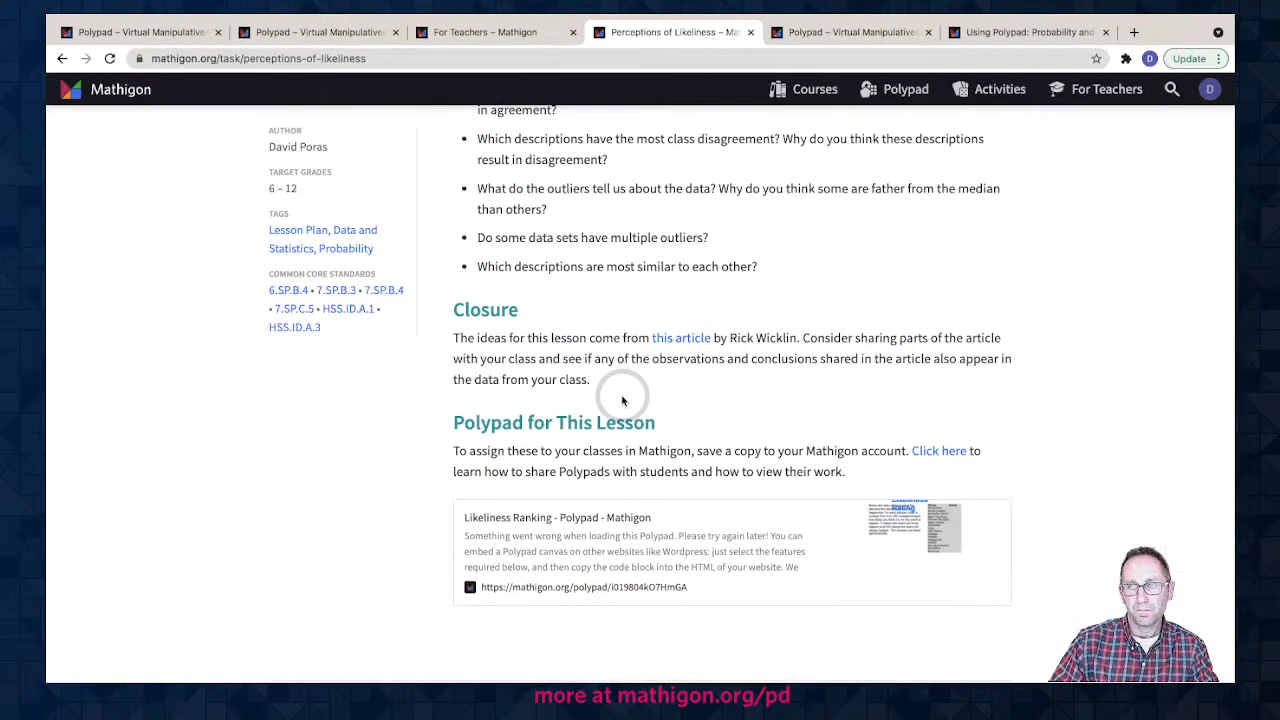 Polypad – Virtual Manipulatives
Polypad – Virtual Manipulatives
For Teachers – Mathigon
Perceptions of Likeliness – Mat
Polypad – Virtual Manipulatives
Using Polypad: Probability and
mathigon.org/task/perceptions-of-likeliness
D
Update
Mathigon
Courses
Polypad
Activities
For Teachers
D
in agreement?
AUTHOR
David Poras
TARGET GRADES
6 – 12
TAGS
Lesson Plan, Data and
Statistics, Probability
COMMON CORE STANDARDS
6.SP.B.4 • 7.SP.B.3 • 7.SP.B.4
• 7.SP.C.5 • HSS.ID.A.1 •
HSS.ID.A.3
• Which descriptions have the most class disagreement? Why do you think these descriptions
result in disagreement?
• What do the outliers tell us about the data? Why do you think some are father from the median
than others?
• Do some data sets have multiple outliers?
• Which descriptions are most similar to each other?
Closure
The ideas for this lesson come from this article by Rick Wicklin. Consider sharing parts of the article
with your class and see if any of the observations and conclusions shared in the article also appear in
the data from your class.
Polypad for This Lesson
To assign these to your classes in Mathigon, save a copy to your Mathigon account. Click here to
learn how to share Polypads with students and how to view their work.
Likeliness Ranking - Polypad - Mathigon
Something went wrong when loading this Polypad. Please try again later! You can
embed a Polypad canvas on other websites like Wordpress: just select the features
required below, and then copy the code block into the HTML of your website. We
https://mathigon.org/polypad/i019804kO7HmGA
more at mathigon.org/pd